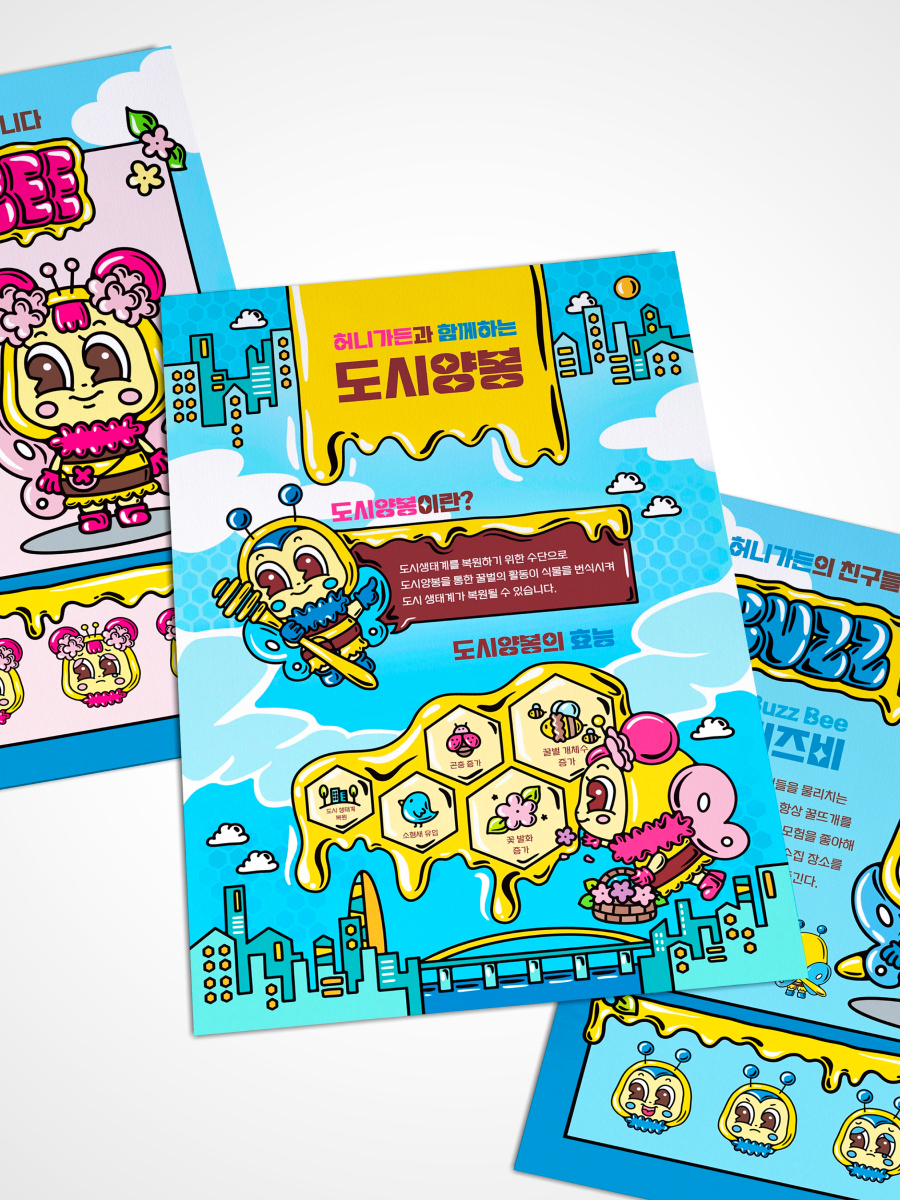 니다
BEE
허니가든과 함께하는
도시양봉
도시양봉이란?
도시생태계를 복원하기 위한 수단으로
도시양봉을 통한 꿀벌의 활동이 식물을 번식시켜
도시 생태계가 복원될 수 있습니다.
도시양봉의 효능
곤충 증가
꿀벌 개체수
증가
도시 생태계
복원
소형새 유입
꽃 발화
증가
허니가든의 친구들
BUZZ
Buzz Bee
즈비
들을 물리치는
항상 꿀뜨개를
모험을 좋아해
수집 장소를